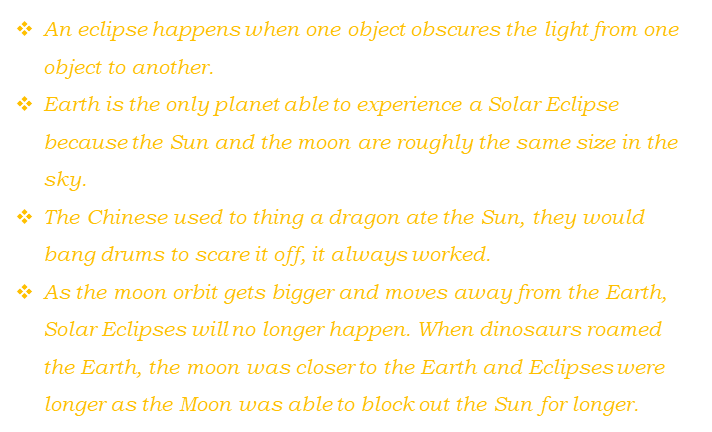 ❖ An eclipse happens when one object obscures the light from one
object to another.
❖ Earth is the only planet able to experience a Solar Eclipse
because the Sun and the moon are roughly the same size in the
sky.
❖ The Chinese used to thing a dragon ate the Sun, they would
bang drums to scare it off, it always worked.
❖ As the moon orbit gets bigger and moves away from the Earth,
Solar Eclipses will no longer happen. When dinosaurs roamed
the Earth, the moon was closer to the Earth and Eclipses were
longer as the Moon was able to block out the Sun for longer.